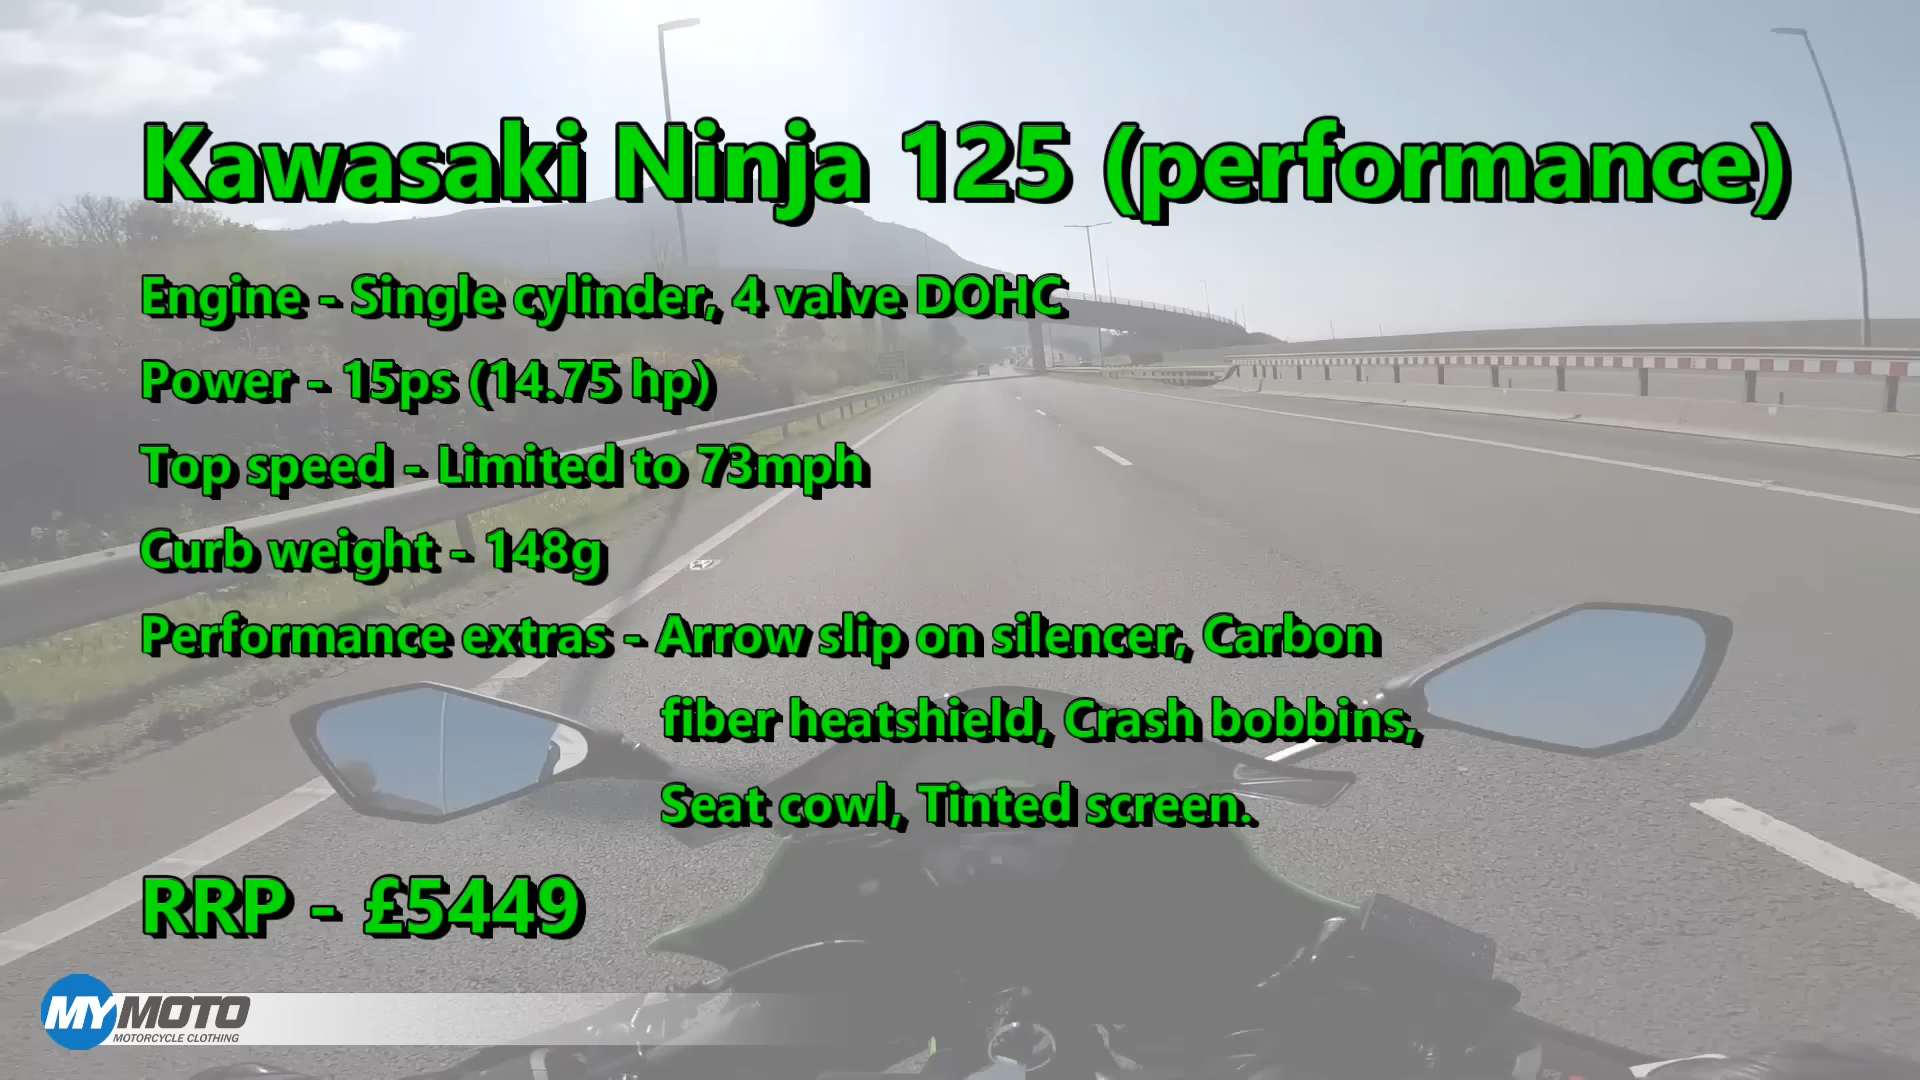 Kawasaki Ninja 125 (performance)
Engine - Single cylinder, 4 valve DOHC
Power - 15ps (14.75 hp)
Top speed - Limited to 73mph
Curb weight - 148g
Performance extras - Arrow slip on silencer, Carbon
fiber heatshield, Crash bobbins,
Seat cowl, Tinted screen.
RRP - £5449
MYMOTO
MOTORCYCLE CLOTHING